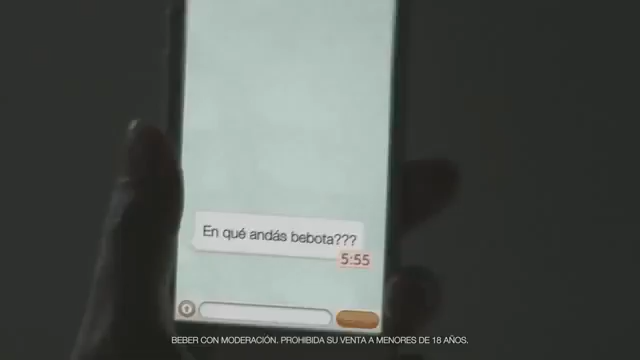 En qué andás bebota???
5:55
BEBER CON MODERACIÓN. PROHIBIDA SU VENTA A MENORES DE 18 AÑOS.